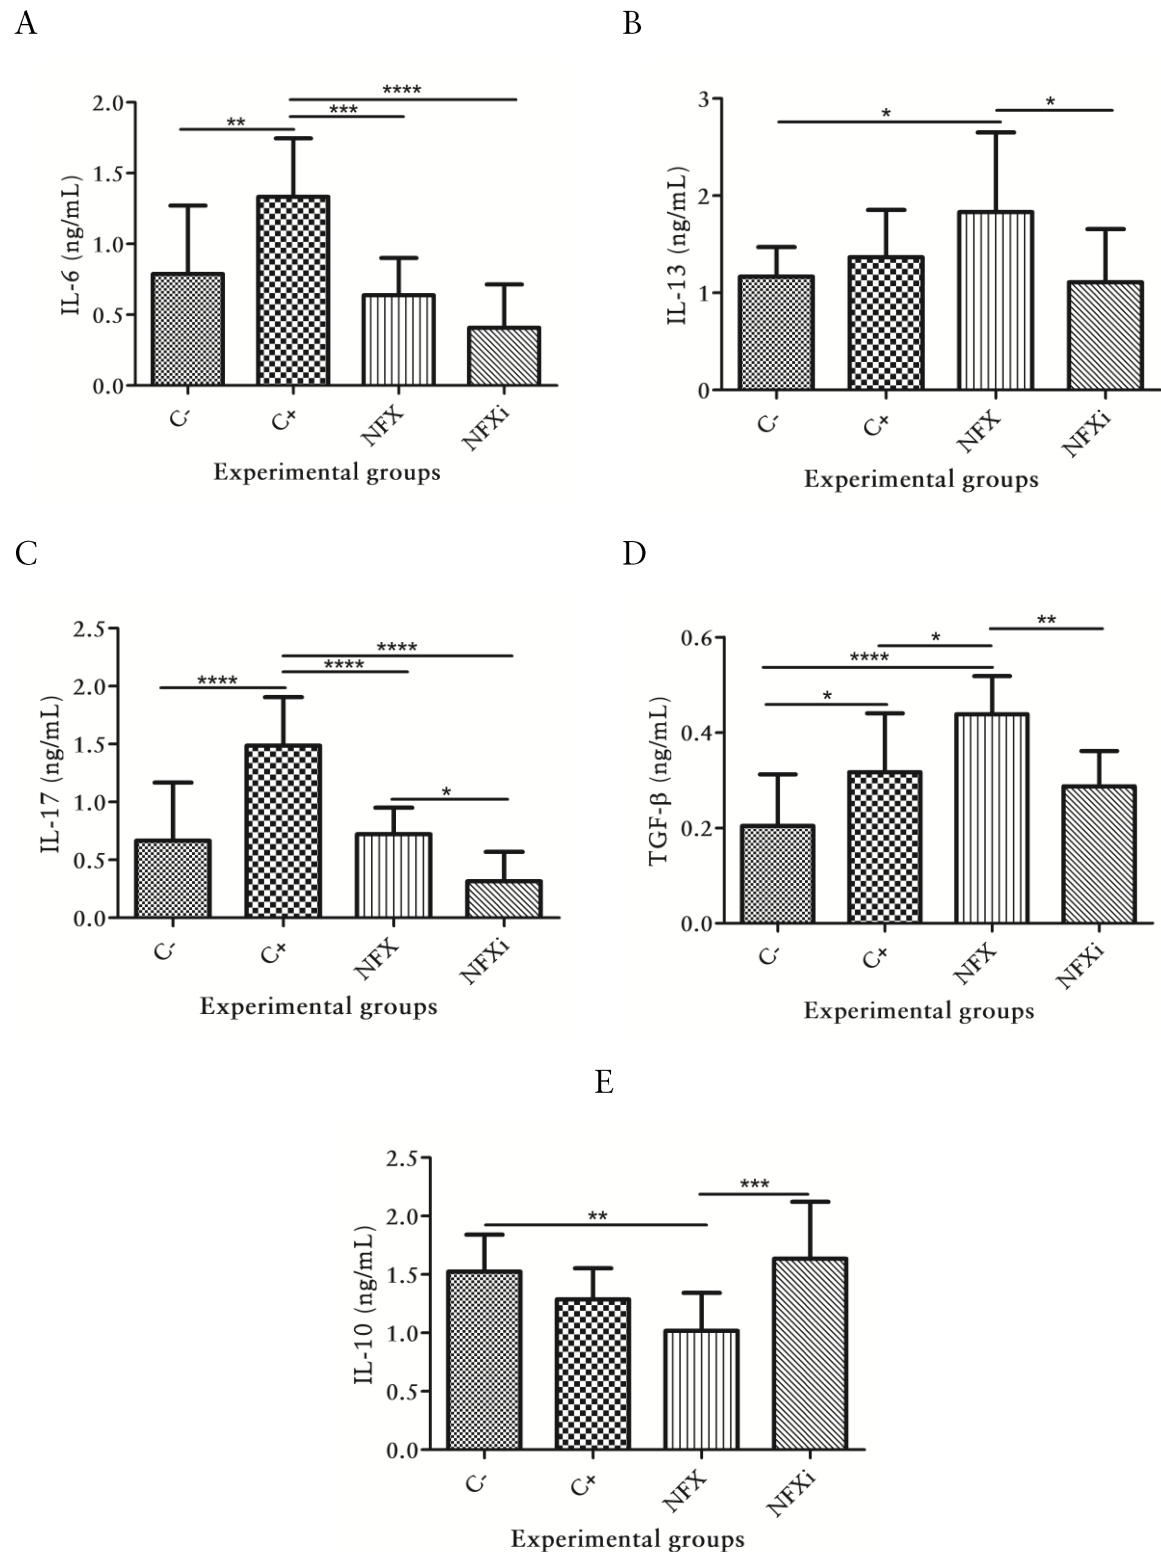 A
B
****
***
**
2.0
1.5
1.0
0.5
0.0
IL-6 (ng/mL)
C-
C+
NFX
NFXi
Experimental groups
*
*
3
2
1
0
IL-13 (ng/mL)
C-
C+
NFX
NFXi
Experimental groups
C
D
2.5
2.0
1.5
1.0
0.5
0.0
****
****
****
*
IL-17 (ng/mL)
C-
C+
NFX
NFXi
Experimental groups
**
*
****
*
0.6
0.4
0.2
0.0
TGF-β (ng/mL)
C-
C+
NFX
NFXi
Experimental groups
E
2.5
2.0
1.5
1.0
0.5
0.0
***
**
IL-10 (ng/mL)
C-
C+
NFX
NFXi
Experimental groups